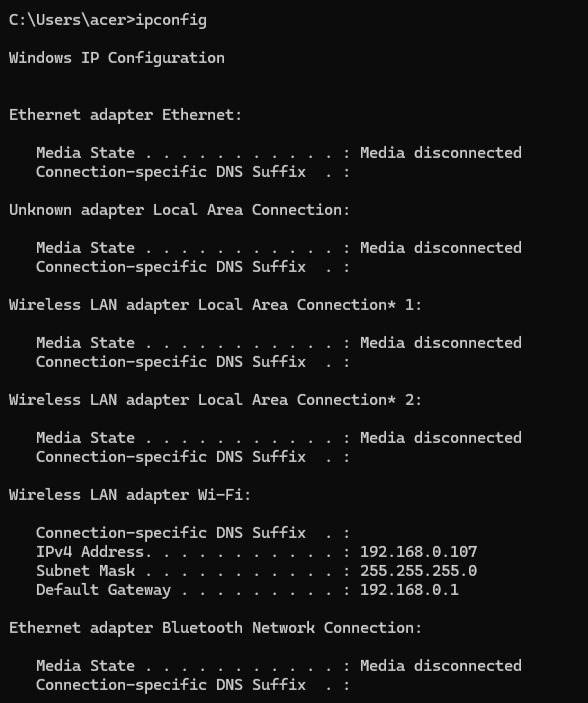 C:\Users\acer>ipconfig
Windows IP Configuration
Ethernet adapter Ethernet:
   Media State . . . . . . . . . . . : Media disconnected
   Connection-specific DNS Suffix  . :
Unknown adapter Local Area Connection:
   Media State . . . . . . . . . . . : Media disconnected
   Connection-specific DNS Suffix  . :
Wireless LAN adapter Local Area Connection* 1:
   Media State . . . . . . . . . . . : Media disconnected
   Connection-specific DNS Suffix  . :
Wireless LAN adapter Local Area Connection* 2:
   Media State . . . . . . . . . . . : Media disconnected
   Connection-specific DNS Suffix  . :
Wireless LAN adapter Wi-Fi:
   Connection-specific DNS Suffix  . :
   IPv4 Address. . . . . . . . . . . : 192.168.0.107
   Subnet Mask . . . . . . . . . . . : 255.255.255.0
   Default Gateway . . . . . . . . . : 192.168.0.1
Ethernet adapter Bluetooth Network Connection:
   Media State . . . . . . . . . . . : Media disconnected
   Connection-specific DNS Suffix  . :